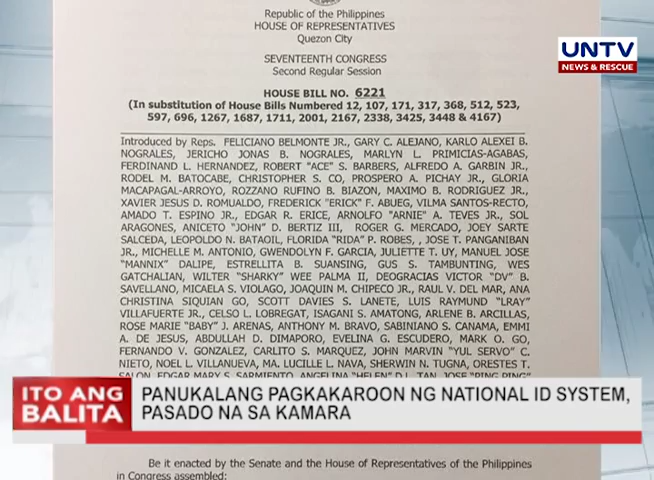 Republic of the Philippines
HOUSE OF REPRESENTATIVES
Quezon City
SEVENTEENTH CONGRESS
Second Regular Session
UNTV
NEWS & RESCUE
HOUSE BILL NO. 6221
(In substitution of House Bills Numbered 12, 107, 171, 317, 368, 512, 523,
597, 696, 1267, 1687, 1711, 2001, 2167, 2338, 3425, 3448 & 4167)
Introduced by Reps. FELICIANO BELMONTE JR., GARY C. ALEJANO, KARLO ALEXEI B.
NOGRALES, JERICHO JONAS B. NOGRALES, MARLYN L. PRIMICIAS-AGABAS,
FERDINAND L. HERNANDEZ, ROBERT "ACE" S. BARBERS, ALFREDO A. GARBIN JR.,
RODEL M. BATOCABE, CHRISTOPHER S. CO, PROSPERO A. PICHAY JR., GLORIA
MACAPAGAL-ARROYO, ROZZANO RUFINO B. BIAZON, MAXIMO B. RODRIGUEZ JR.,
XAVIER JESUS D. ROMUALDO, FREDERICK "ERICK" F. ABUEG, VILMA SANTOS-RECTO,
AMADO T. ESPINO JR., EDGAR R. ERICE, ARNOLFO "ARNIE" A. TEVES JR., SOL
ARAGONES, ANICETO "JOHN" D. BERTIZ III, ROGER G. MERCADO, JOEY SARTE
SALCEDA, LEOPOLDO N. BATAOIL, FLORIDA "RIDA" P. ROBES, , JOSE T. PANGANIBAN
JR., MICHELLE M. ANTONIO, GWENDOLYN F. GARCIA, JULIETTE T. UY, MANUEL JOSE
"MANNIX" DALIPE, ESTRELLITA B. SUANSING, GUS S. TAMBUNTING, WES
GATCHALIAN, WILTER "SHARKY" WEE PALMA II, DEOGRACIAS VICTOR "DV" B.
SAVELLANO, MICAELA S. VIOLAGO, JOAQUIN M. CHIPECO JR., RAUL V. DEL MAR, ANA
CHRISTINA SIQUIAN GO, SCOTT DAVIES S. LANETE, LUIS RAYMUND "LRAY"
VILLAFUERTE JR., CELSO L. LOBREGAT, ISAGANI S. AMATONG, ARLENE B. ARCILLAS,
ROSE MARIE "BABY" J. ARENAS, ANTHONY M. BRAVO, SABINIANO S. CANAMA, EMMI
A. DE JESUS, ABDULLAH D. DIMAPORO, EVELINA G. ESCUDERO, MARK O. GO,
FERNANDO V. GONZALEZ, CARLITO S. MARQUEZ, JOHN MARVIN "YUL SERVO" C.
NIETO, NOEL L. VILLANUEVA, MA. LUCILLE L. NAVA, SHERWIN N. TUGNA, ORESTES T.
SALON, EDGAR MARY S. SARMIENTO, ANGELINA "HELEN" D.L. TAN, JOSE "PING PING"
ITO ANG
BALITA
PANUKALANG PAGKAKAROON NG NATIONAL ID SYSTEM,
PASADO NA SA KAMARA
Be it enacted by the Senate and the House of Representatives of the Philippines
in Congress assembled: